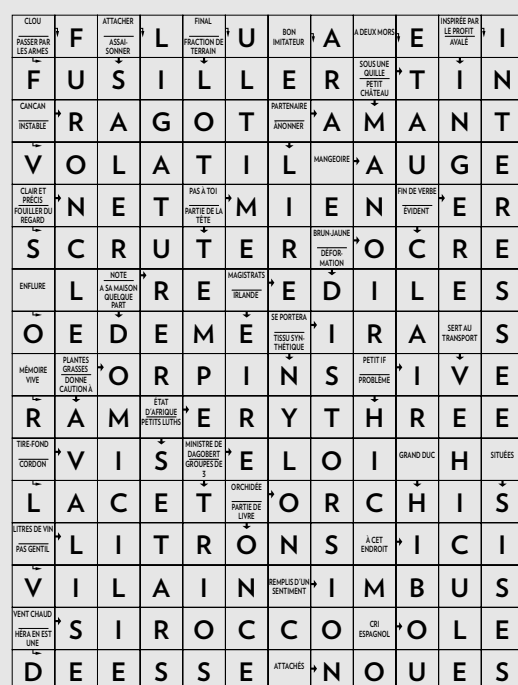 CLOU
PASSER PAR
LES ARMES
F
ATTACHER
ASSAI-
SONNER
L
FINAL
FRACTION DE
TERRAIN
U
BON
IMITATEUR
A
A DEUX MORS
E
INSPIRÉE PAR
LE PROFIT
AVALÉ
I
F U S I L L E R
SOUS UNE
QUILLE
PETIT
CHÂTEAU
T I N
CANCAN
INSTABLE
R A G O T
PARTENAIRE
ANONNER
A M A N T
V O L A T I L
MANGEOIRE
A U G E
CLAIR ET
PRÉCIS
FOUILLER DU
REGARD
N E T
PAS À TOI
PARTIE DE LA
TÊTE
M I E N
FIN DE VERBE
ÉVIDENT
E R
S C R U T E R
BRUN-JAUNE
DÉFOR-
MATION
O C R E
ENFLURE
L
NOTE
A SA MAISON
QUELQUE
PART
R E
MAGISTRATS
IRLANDE
E D I L E S
O E D E M E
SE PORTERA
TISSU SYN-
THÉTIQUE
I R A
SERT AU
TRANSPORT
S
MÉMOIRE
VIVE
PLANTES
GRASSES
DONNE
CAUTION À
O R P I N S
PETIT IF
PROBLÈME
I V E
R A M
ÉTAT
D'AFRIQUE
PETITS LUTHS
E R Y T H R E E
TIRE-FOND
CORDON
V I S
MINISTRE DE
DAGOBERT
GROUPES DE
3
E L O I
GRAND DUC
H
SITUÉES
L A C E T
ORCHIDÉE
PARTIE DE
LIVRE
O R C H I S
LITRES DE VIN
PAS GENTIL
L I T R O N S
À CET
ENDROIT
I C I
V I L A I N
REMPLIS D'UN
SENTIMENT
I M B U S
VENT CHAUD
HÉRA EN EST
UNE
S I R O C C O
CRI
ESPAGNOL
O L E
D E E S S E
ATTACHÉS
N O U E S